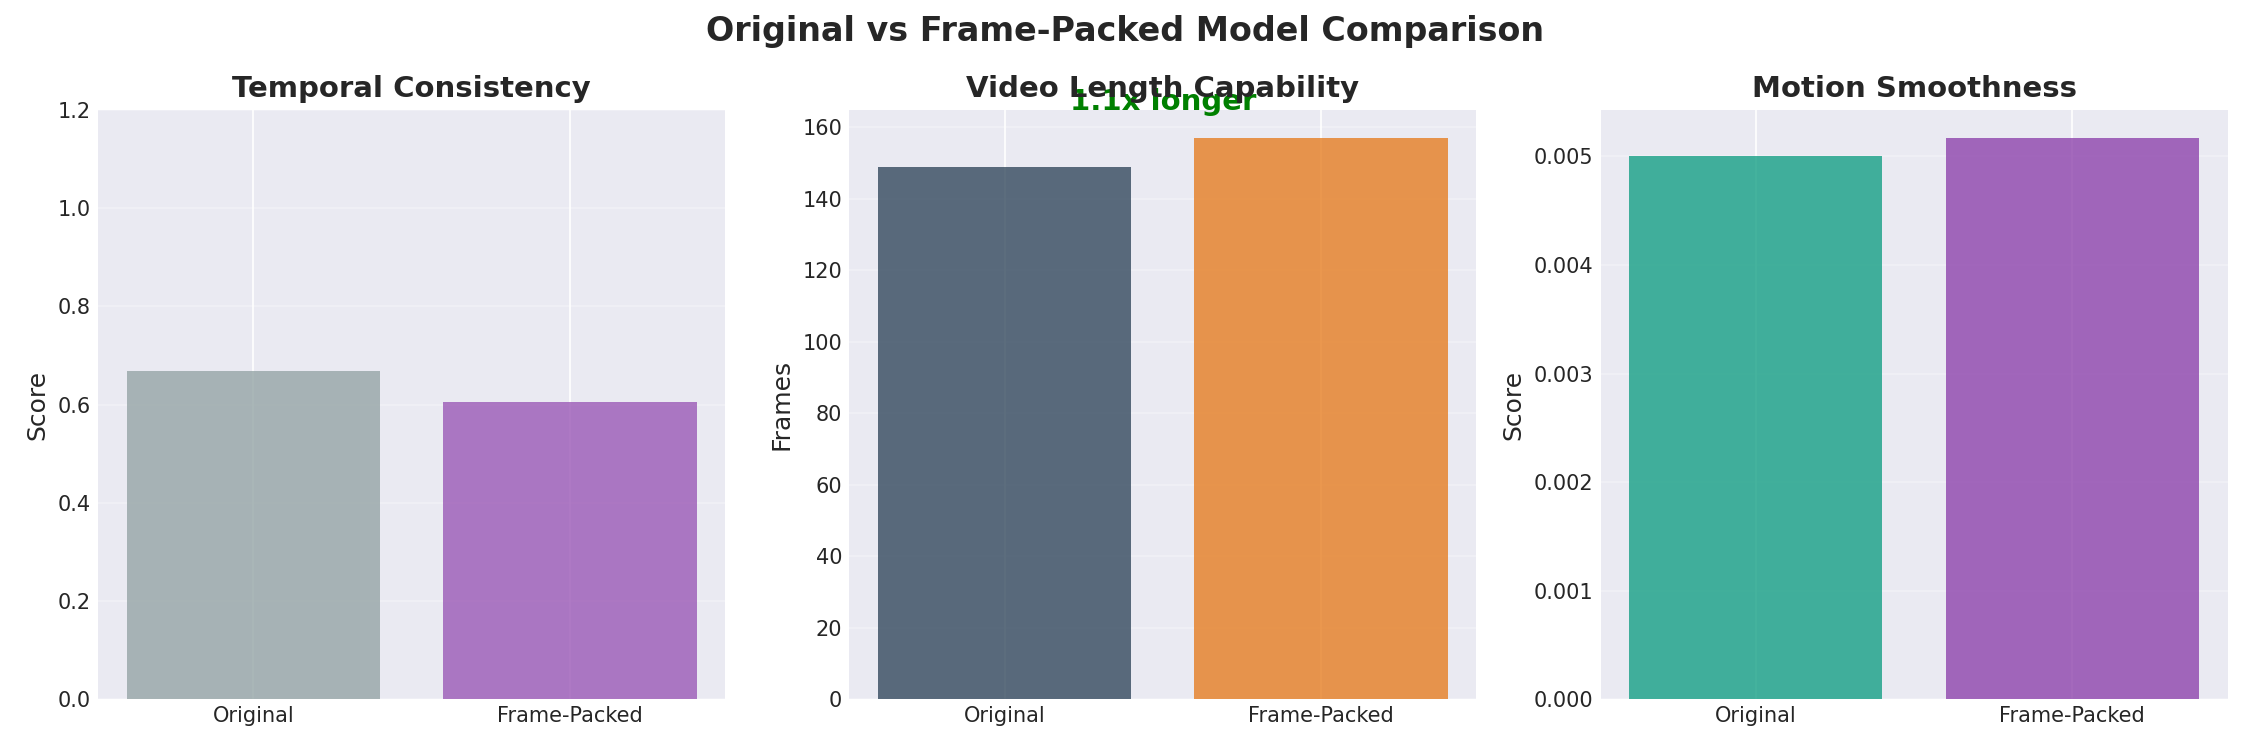 Original vs Frame-Packed Model Comparison
Temporal Consistency
1.2
1.0
0.8
0.6
0.4
0.2
0.0
Score
Original
Frame-Packed
Video Length Capability
1.1x longer
160
140
120
100
80
60
40
20
0
Frames
Original
Frame-Packed
Motion Smoothness
0.005
0.004
0.003
0.002
0.001
0.000
Score
Original
Frame-Packed